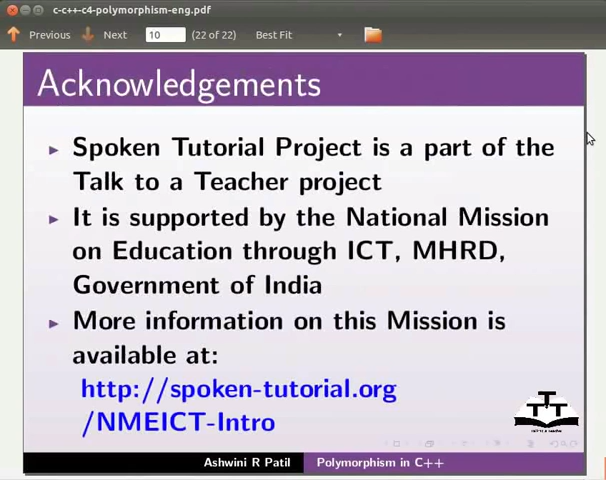 c-c++-c4-polymorphism-eng.pdf
Previous Next 10 (22 of 22) Best Fit
Acknowledgements
Spoken Tutorial Project is a part of the
Talk to a Teacher project
It is supported by the National Mission
on Education through ICT, MHRD,
Government of India
More information on this Mission is
available at:
http://spoken-tutorial.org
/NMEICT-Intro
Ashwini R Patil Polymorphism in C++